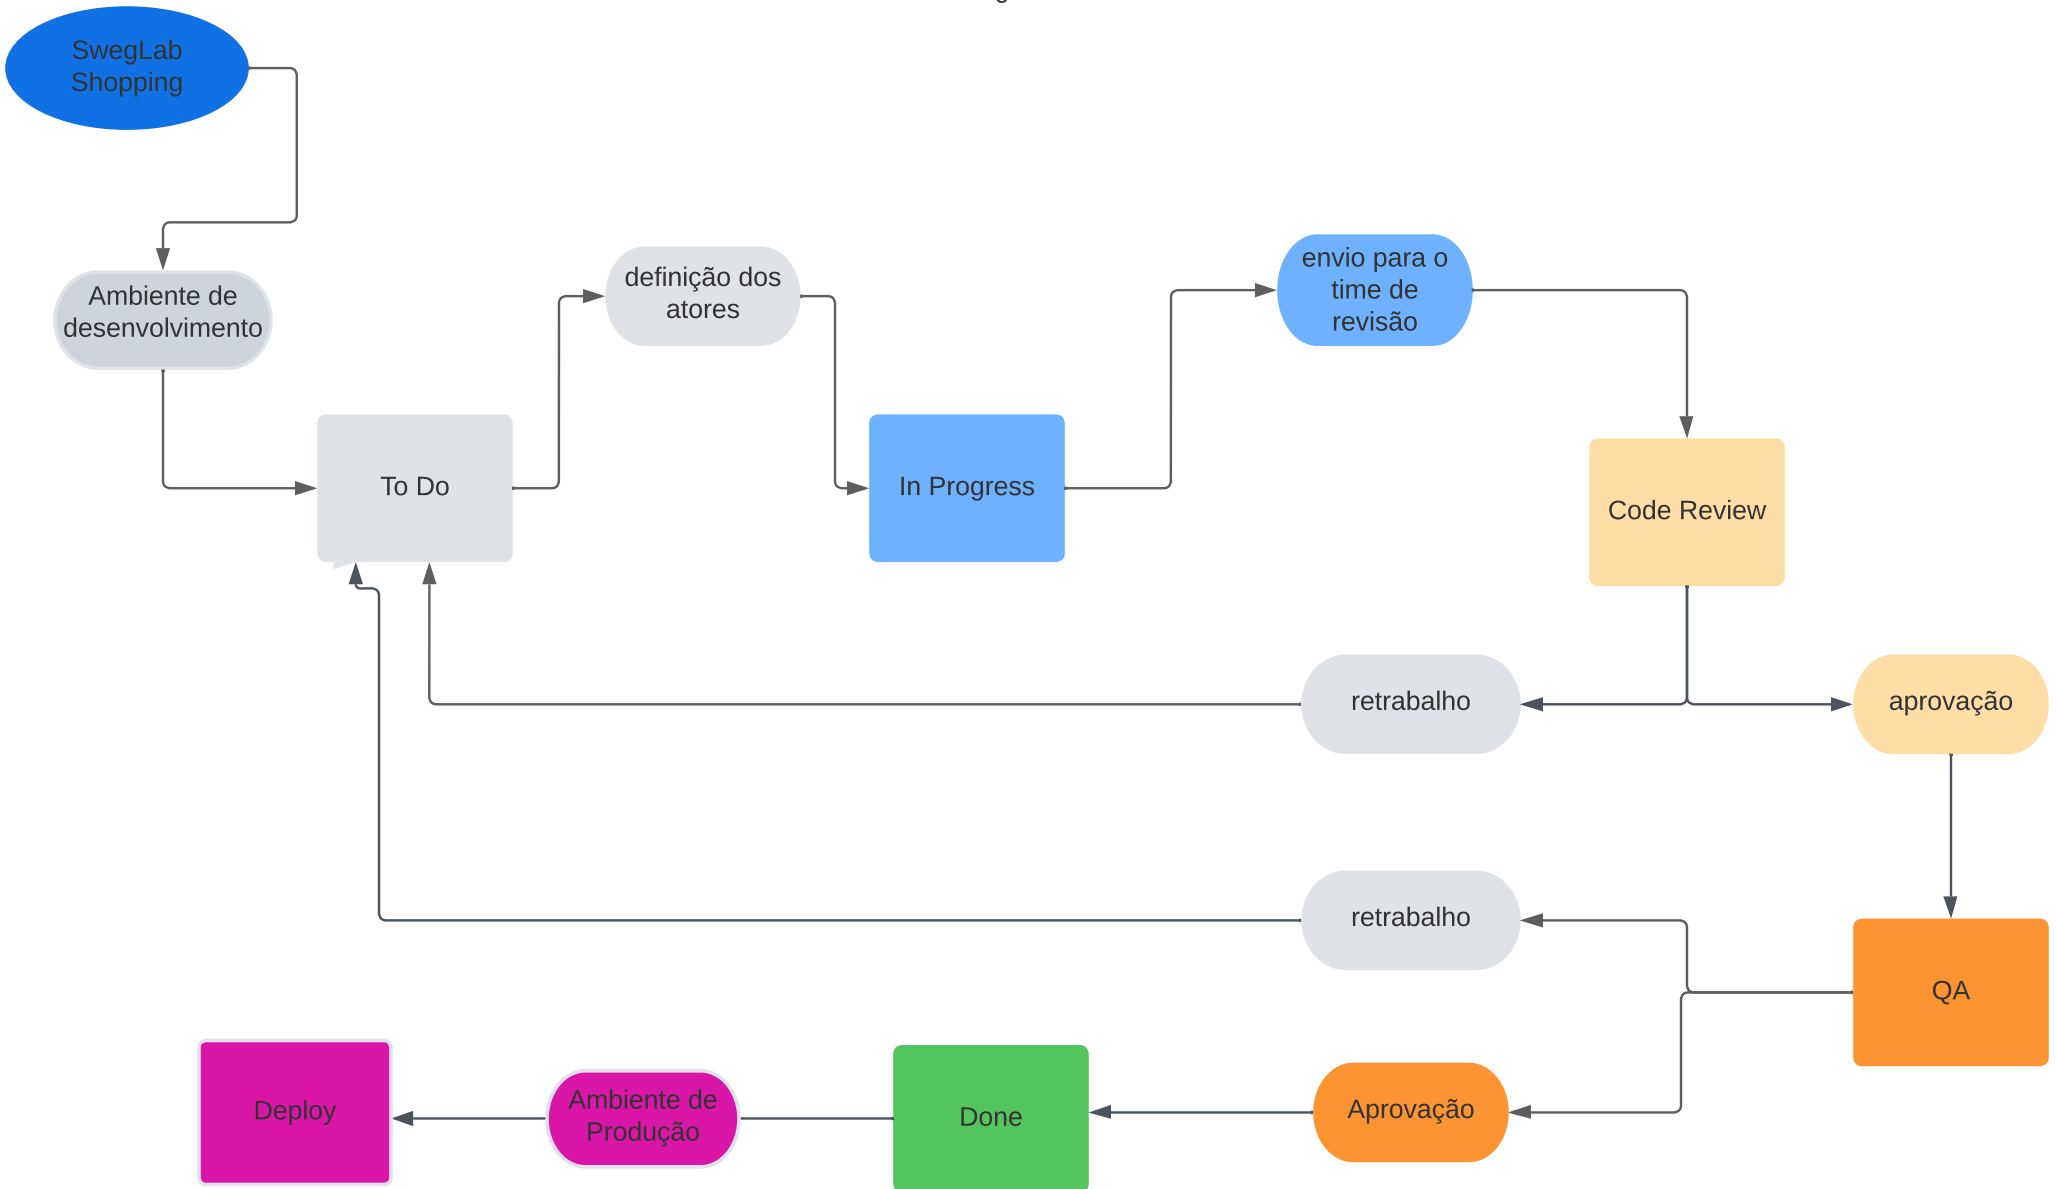 SwegLab
Shopping
Ambiente de
desenvolvimento
definição dos
atores
envio para o
time de
revisão
To Do
In Progress
Code Review
retrabalho
aprovação
retrabalho
QA
Deploy
Ambiente de
Produção
Done
Aprovação